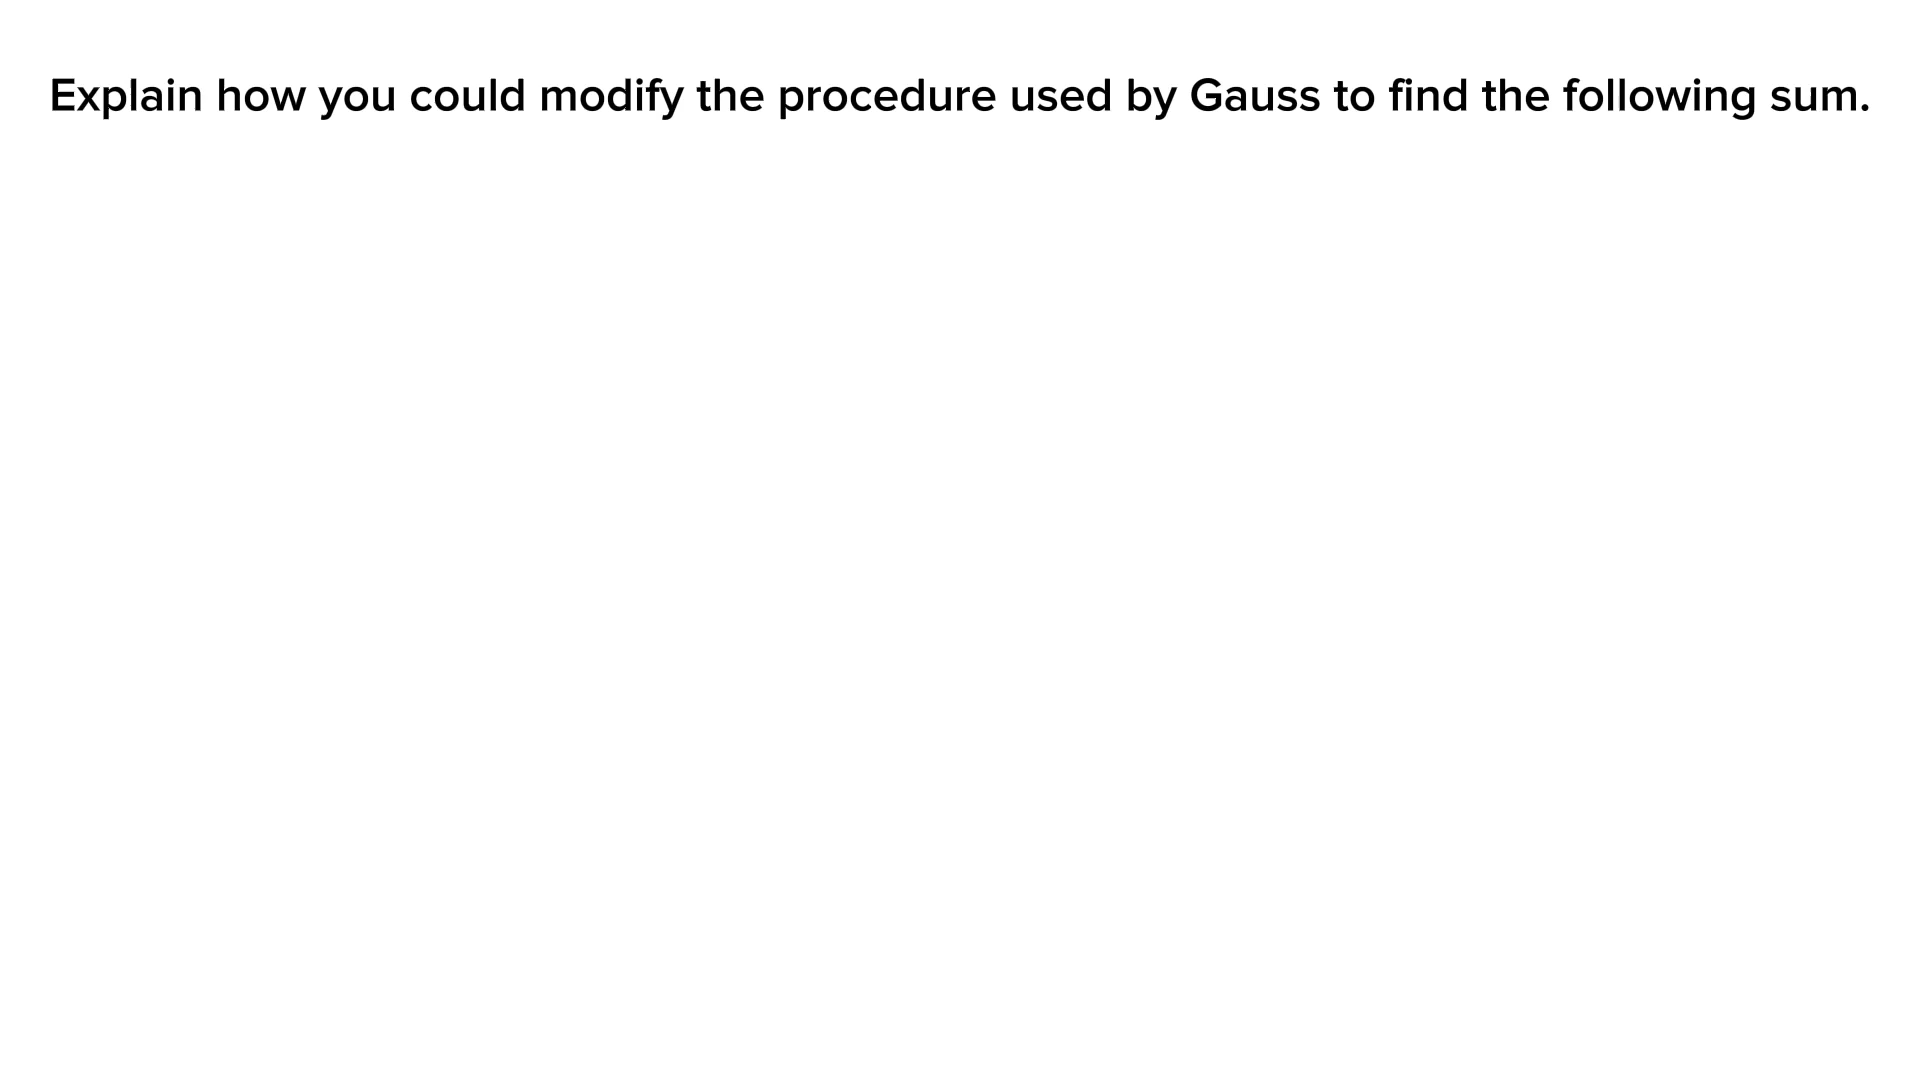 Explain how you could modify the procedure used by Gauss to find the following sum.